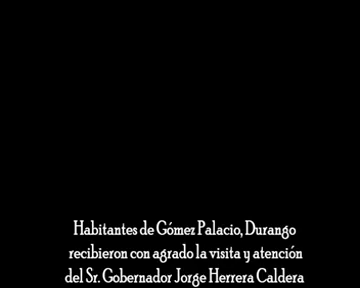 Habitantes de Gómez Palacio, Durango
recibieron con agrado la visita y atención
del Sr. Gobernador Jorge Herrera Caldera